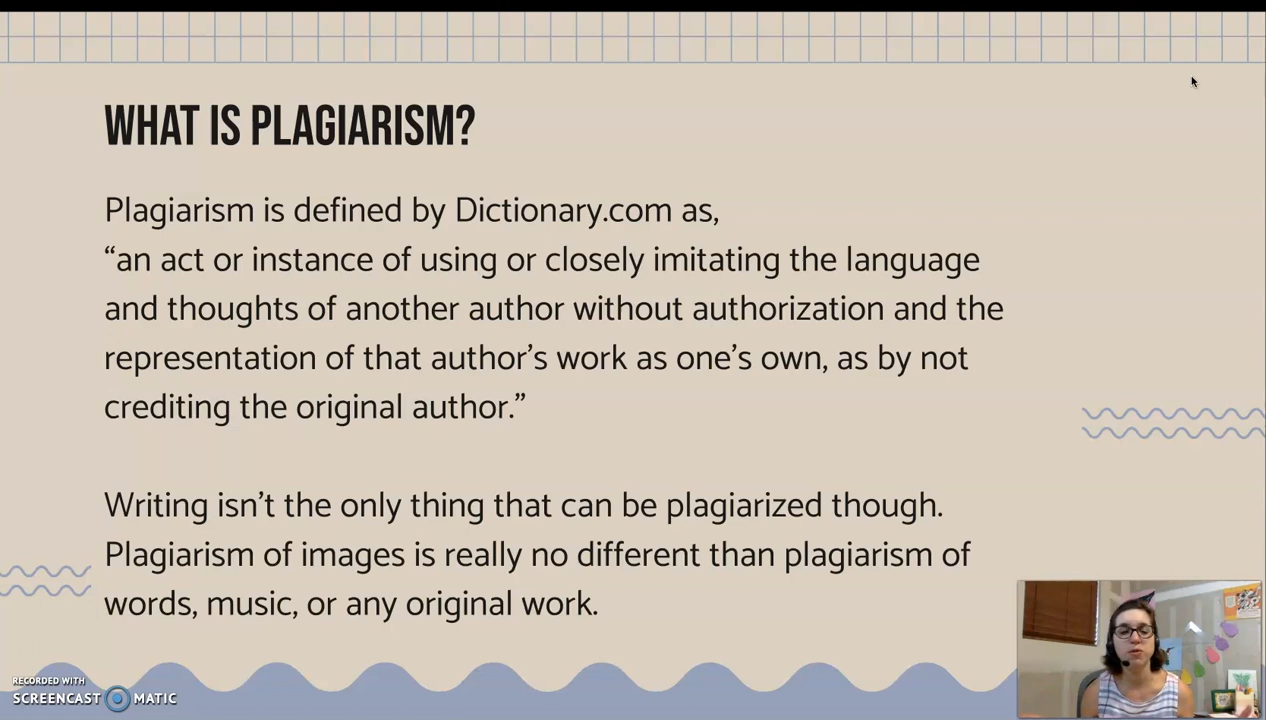 WHAT IS PLAGIARISM?
Plagiarism is defined by Dictionary.com as,
“an act or instance of using or closely imitating the language
and thoughts of another author without authorization and the
representation of that author’s work as one’s own, as by not
crediting the original author.”
Writing isn’t the only thing that can be plagiarized though.
Plagiarism of images is really no different than plagiarism of
words, music, or any original work.
RECORDED WITH
SCREENCAST MATIC